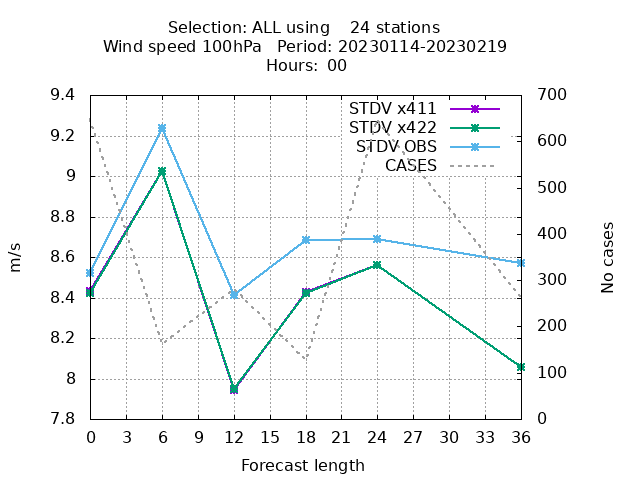 Selection: ALL using    24 stations
Wind speed 100hPa   Period: 20230114-20230219
Hours:  00
STDV x411
STDV x422
STDV OBS
CASES
9.4
9.2
9
8.8
8.6
8.4
8.2
8
7.8
m/s
700
600
500
400
300
200
100
0
No cases
0 3 6 9 12 15 18 21 24 27 30 33 36
Forecast length